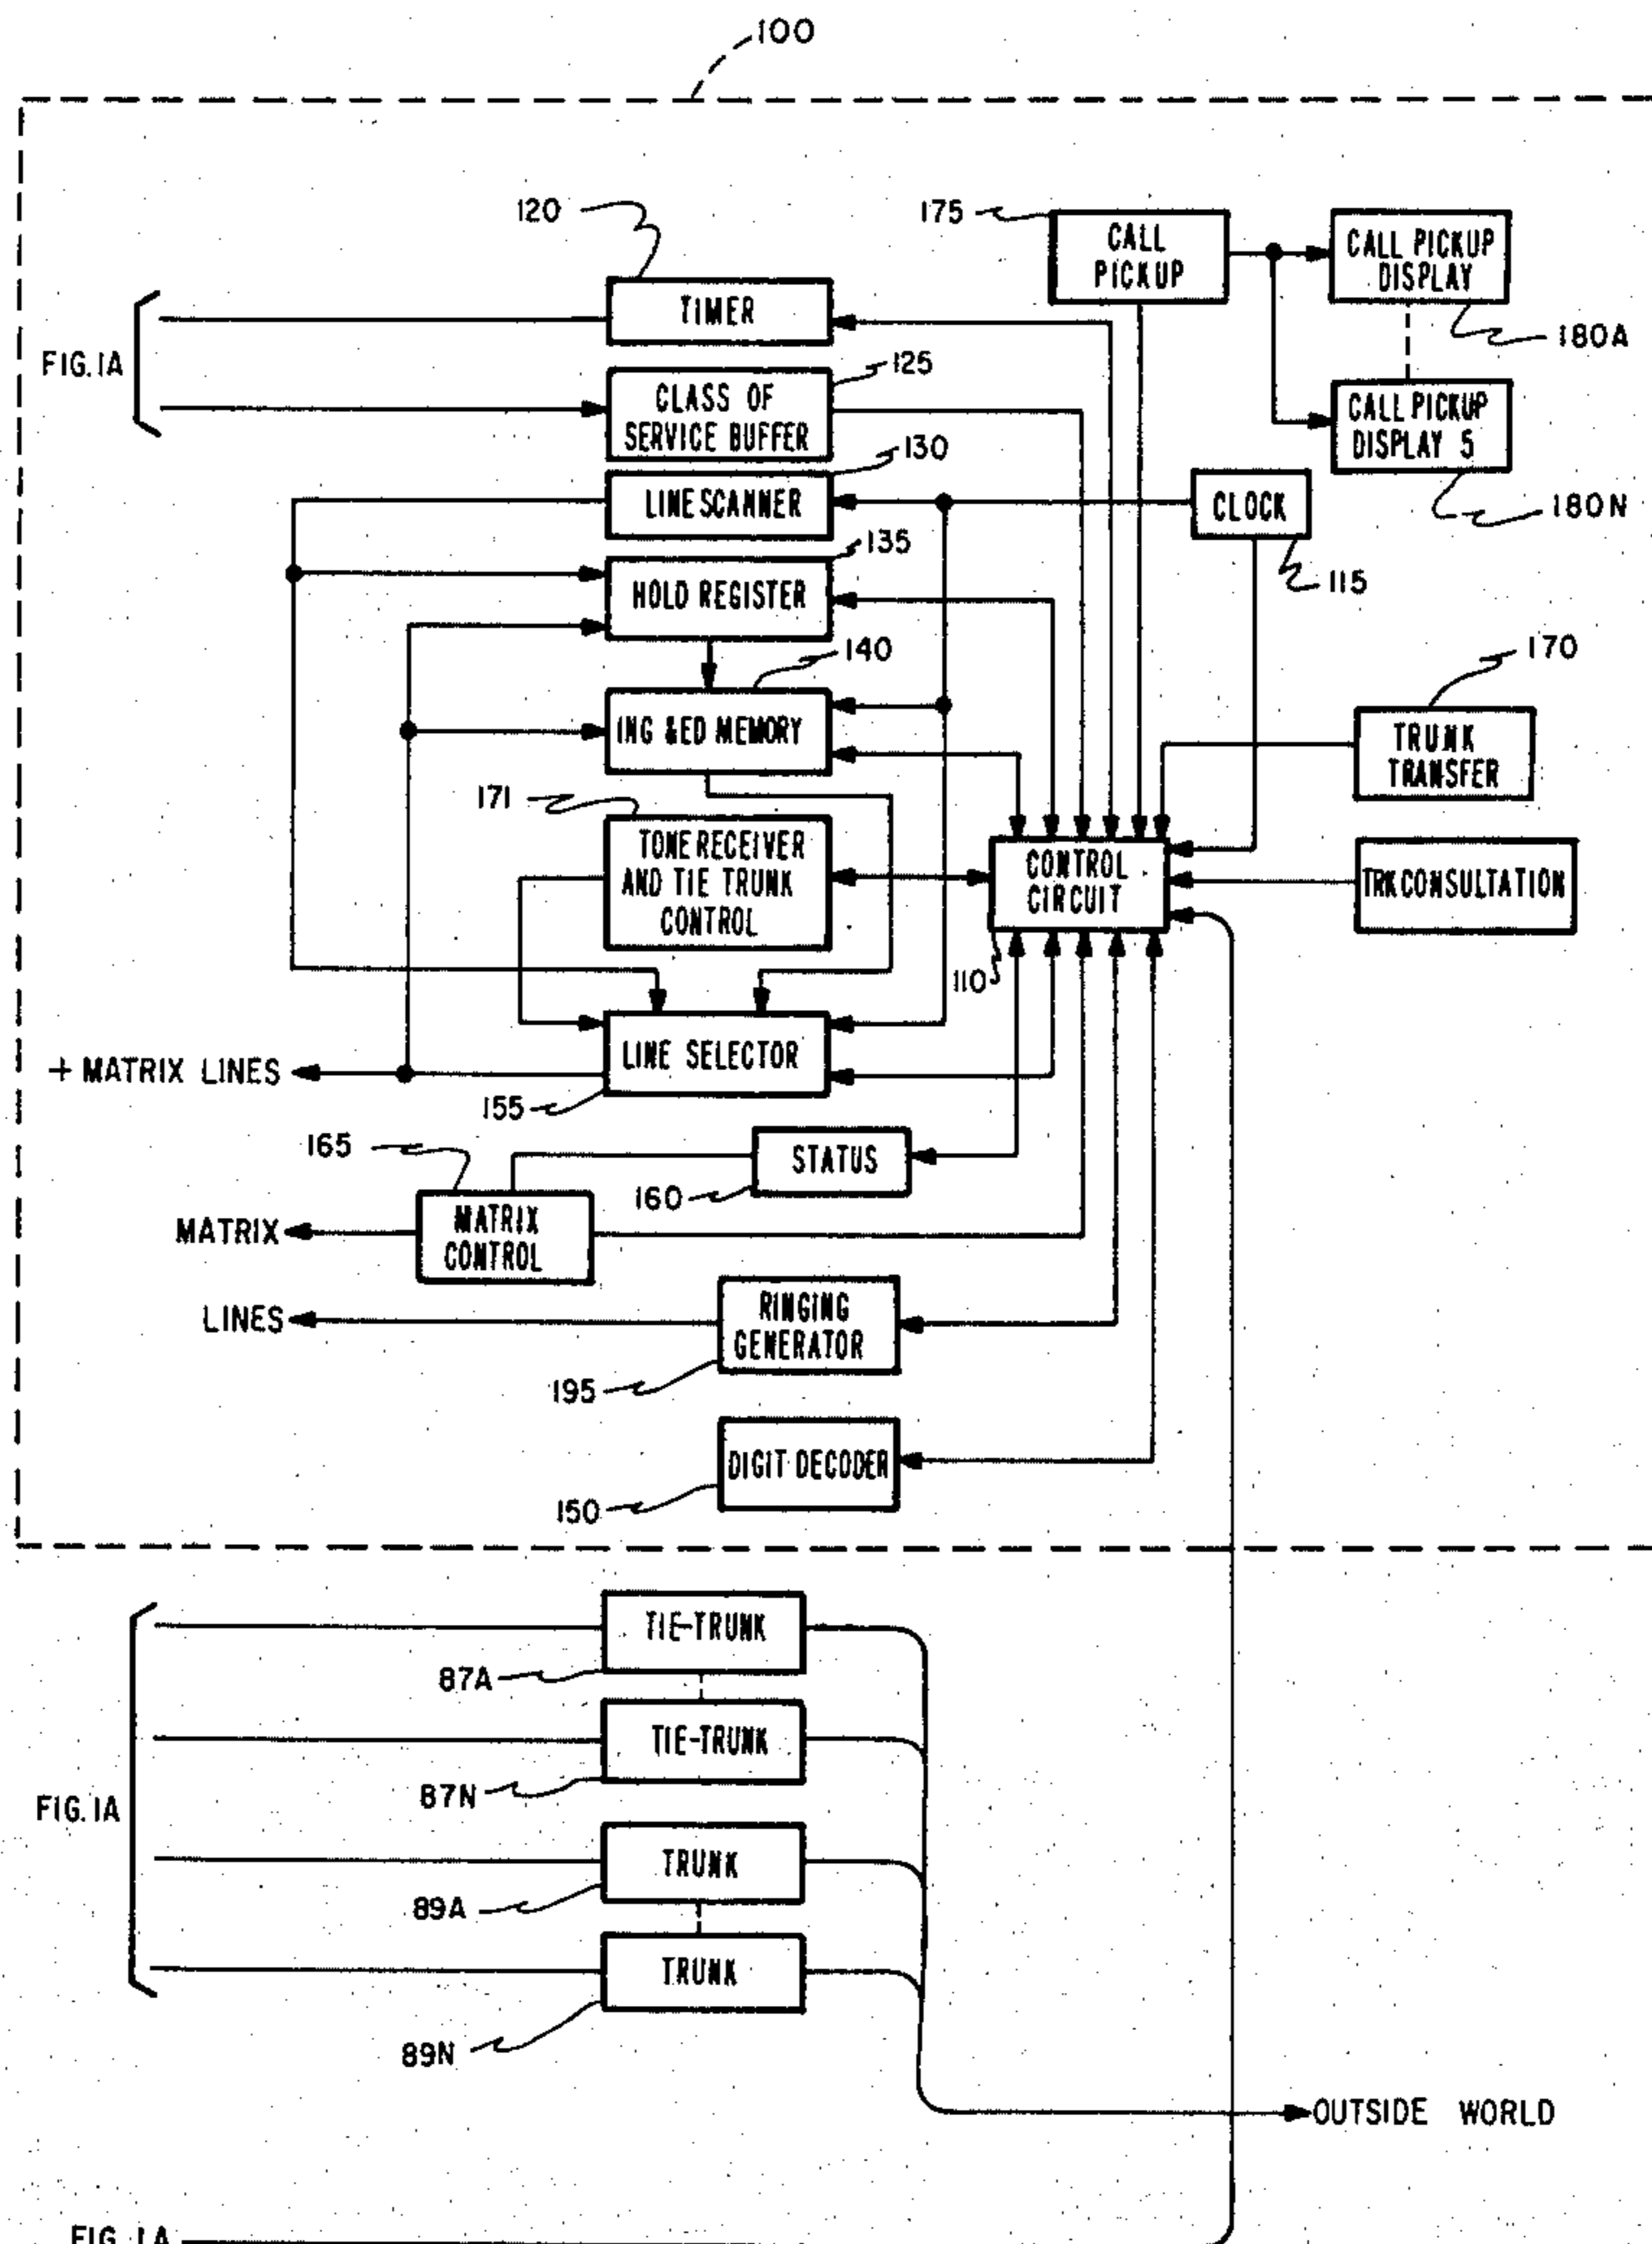 100
120
175
CALL
PICKUP
CALL PICKUP
DISPLAY
180A
TIMER
FIG. 1A
125
CLASS OF
SERVICE BUFFER
CALL PICKUP
DISPLAY 5
180N
130
LINE SCANNER
CLOCK
115
135
HOLD REGISTER
140
ING & ED MEMORY
170
TRUNK
TRANSFER
171
TONE RECEIVER
AND TIE TRUNK
CONTROL
CONTROL
CIRCUIT
110
TRK CONSULTATION
LINE SELECTOR
+ MATRIX LINES
155
165
STATUS
160
MATRIX
MATRIX
CONTROL
LINES
RINGING
GENERATOR
195
DIGIT DECODER
150
TIE-TRUNK
87A
TIE-TRUNK
87N
FIG. 1A
TRUNK
89A
TRUNK
89N
OUTSIDE WORLD
FIG. 1A